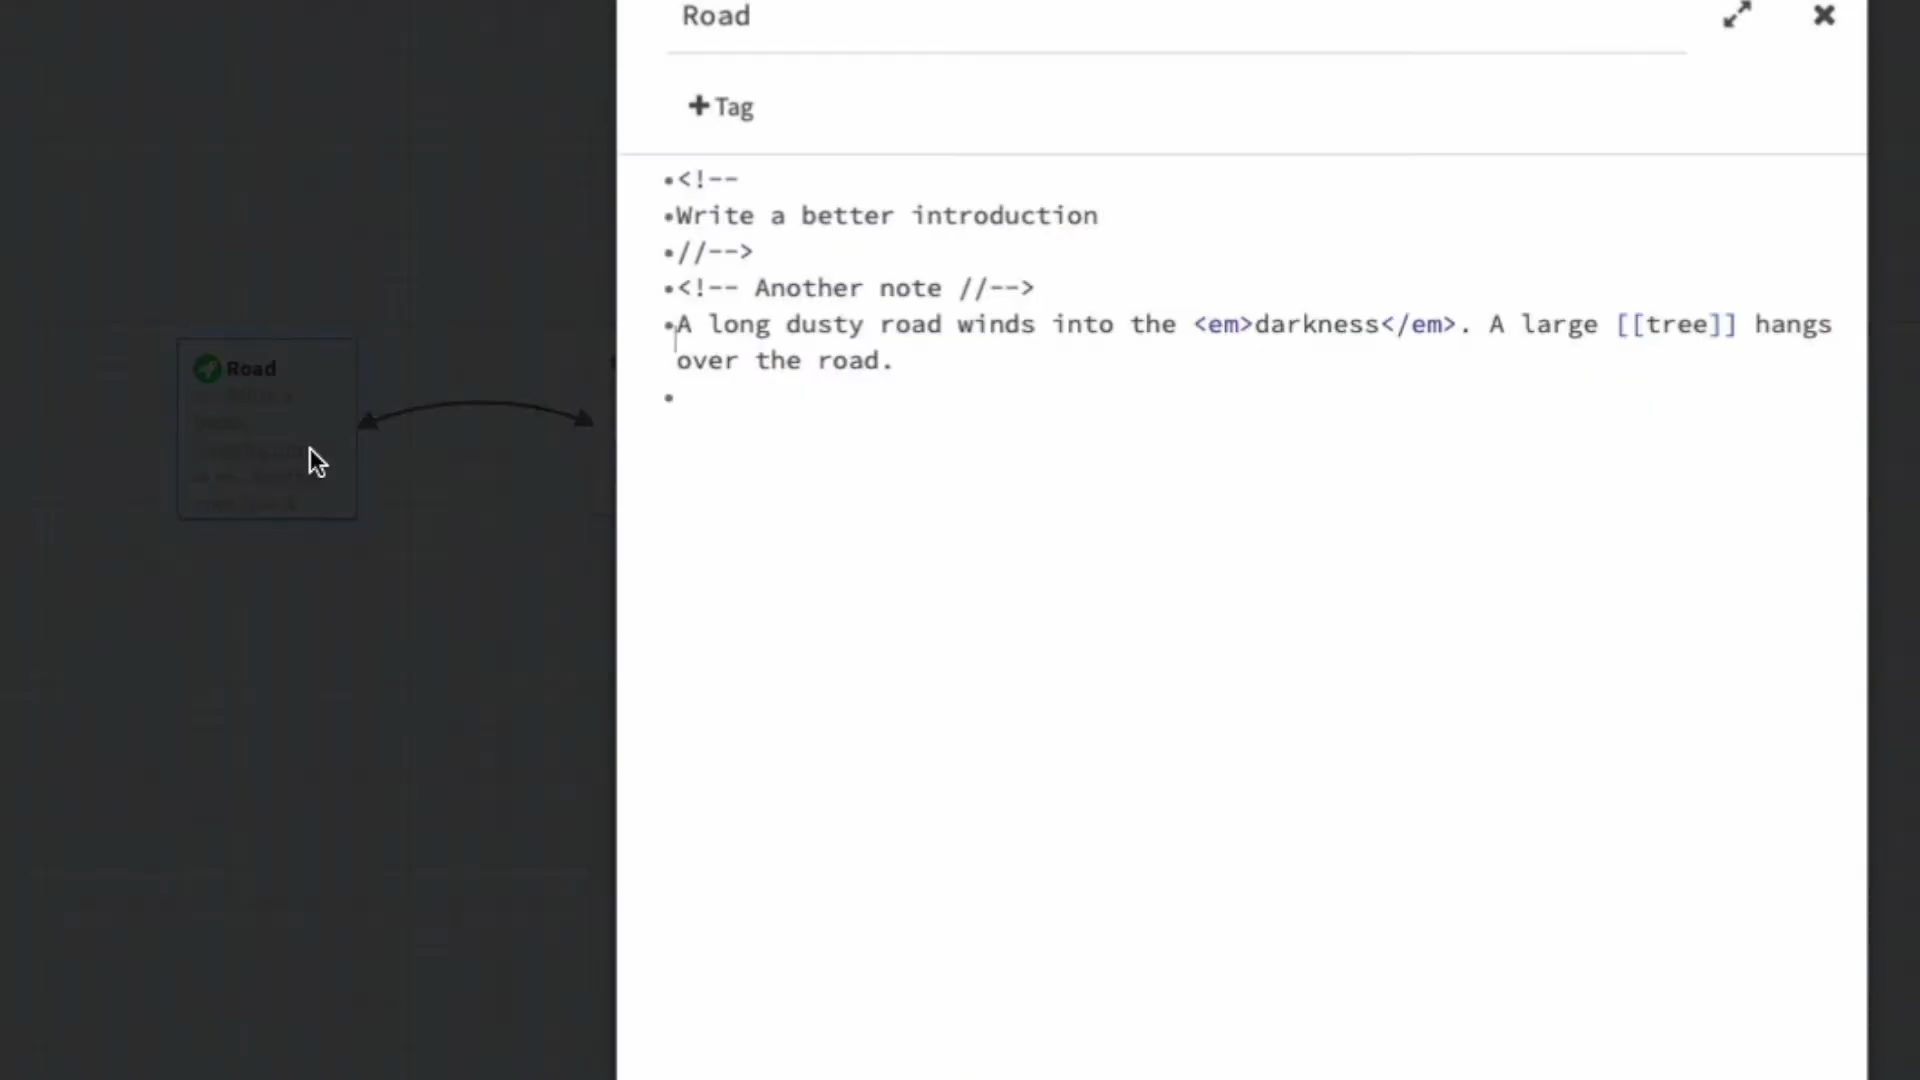 Road
+ Tag
<!--
Write a better introduction
//-->
<!-- Another note //-->
A long dusty road winds into the <em>darkness</em>. A large [[tree]] hangs
over the road.
Road